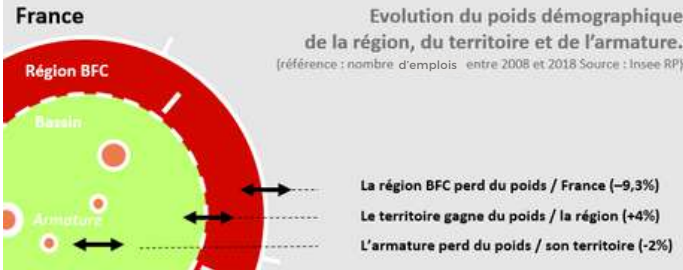 France
Evolution du poids démographique
de la région, du territoire et de l'armature.
(référence : nombre d'emplois entre 2008 et 2018 Source : Insee RP)
Région BFC
Bassin
Armature
La région BFC perd du poids / France (–9,3%)
Le territoire gagne du poids / la région (+4%)
L'armature perd du poids / son territoire (-2%)